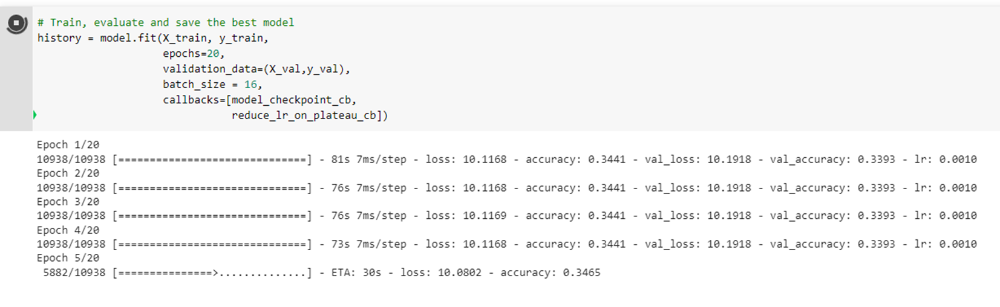 # Train, evaluate and save the best model
history = model.fit(X_train, y_train,
                    epochs=20,
                    validation_data=(X_val,y_val),
                    batch_size = 16,
                    callbacks=[model_checkpoint_cb,
                               reduce_lr_on_plateau_cb])
Epoch 1/20
10938/10938 [==============================] - 81s 7ms/step - loss: 10.1168 - accuracy: 0.3441 - val_loss: 10.1918 - val_accuracy: 0.3393 - lr: 0.0010
Epoch 2/20
10938/10938 [==============================] - 76s 7ms/step - loss: 10.1168 - accuracy: 0.3441 - val_loss: 10.1918 - val_accuracy: 0.3393 - lr: 0.0010
Epoch 3/20
10938/10938 [==============================] - 76s 7ms/step - loss: 10.1169 - accuracy: 0.3441 - val_loss: 10.1918 - val_accuracy: 0.3393 - lr: 0.0010
Epoch 4/20
10938/10938 [==============================] - 73s 7ms/step - loss: 10.1168 - accuracy: 0.3441 - val_loss: 10.1918 - val_accuracy: 0.3393 - lr: 0.0010
Epoch 5/20
 5882/10938 [===============>..............] - ETA: 30s - loss: 10.0802 - accuracy: 0.3465